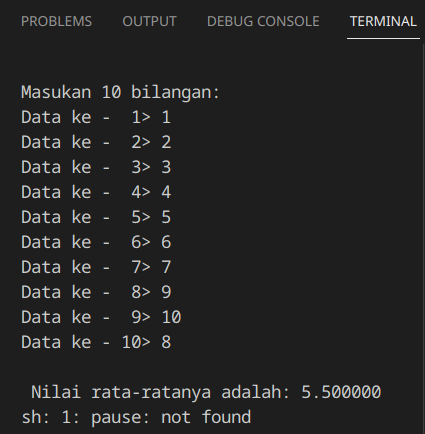 PROBLEMS OUTPUT DEBUG CONSOLE TERMINAL
Masukan 10 bilangan:
Data ke -  1> 1
Data ke -  2> 2
Data ke -  3> 3
Data ke -  4> 4
Data ke -  5> 5
Data ke -  6> 6
Data ke -  7> 7
Data ke -  8> 9
Data ke -  9> 10
Data ke - 10> 8
 Nilai rata-ratanya adalah: 5.500000
sh: 1: pause: not found